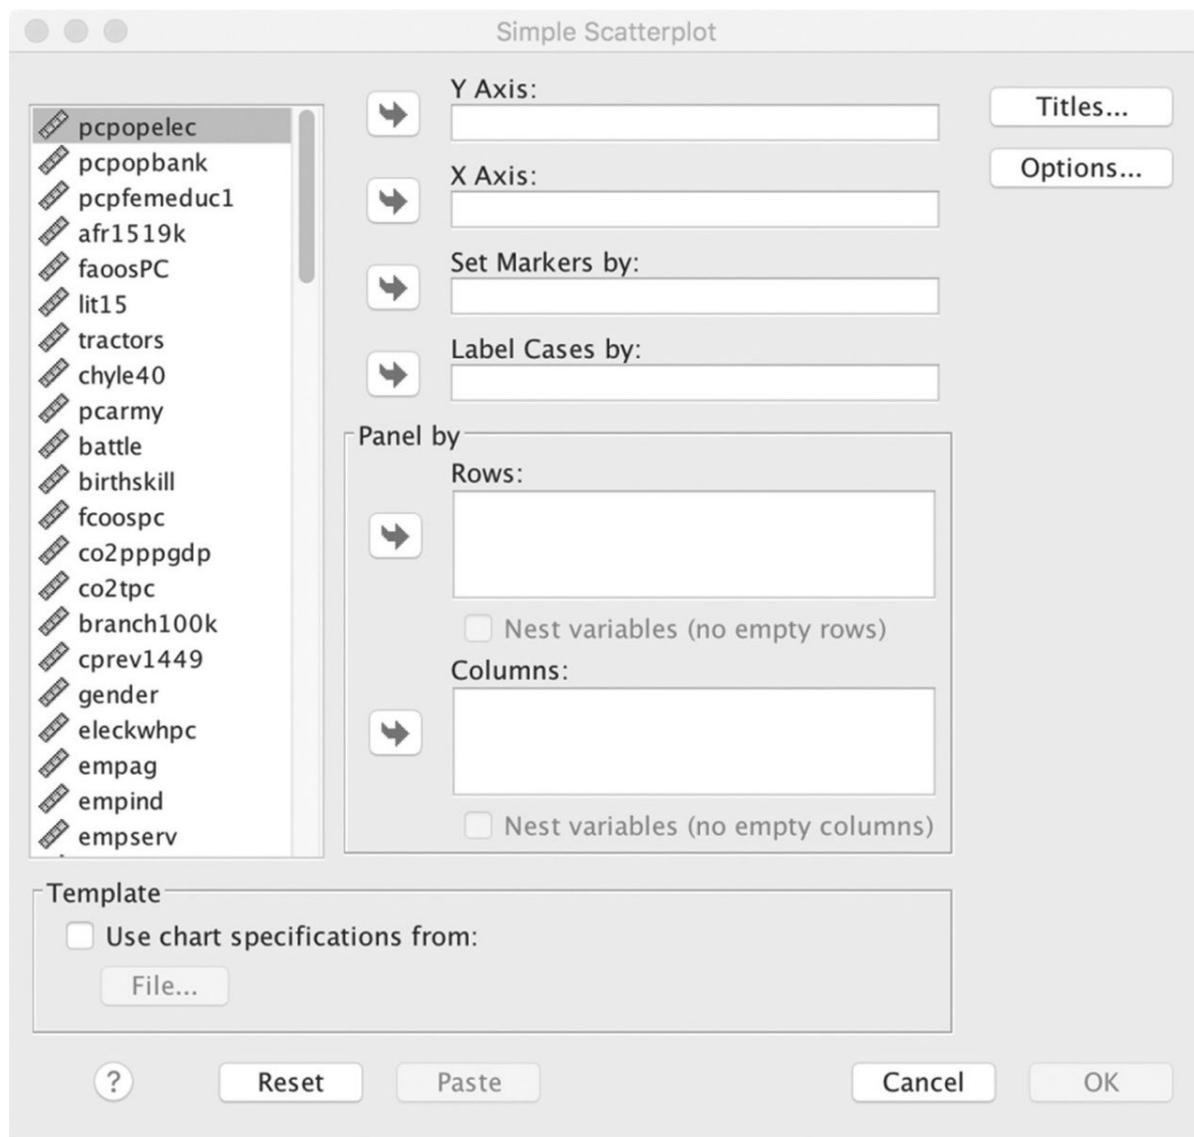 Simple Scatterplot
pcpopelec
pcpopbank
pcpfemeduc1
afr1519k
faoosPC
lit15
tractors
chyle40
pcarmy
battle
birthskill
fcoospc
co2pppgdp
co2tpc
branch100k
cprev1449
gender
eleckwhpc
empag
empind
empserv
Y Axis:
X Axis:
Set Markers by:
Label Cases by:
Panel by
Rows:
Nest variables (no empty rows)
Columns:
Nest variables (no empty columns)
Titles...
Options...
Template
Use chart specifications from:
File...
?
Reset
Paste
Cancel
OK